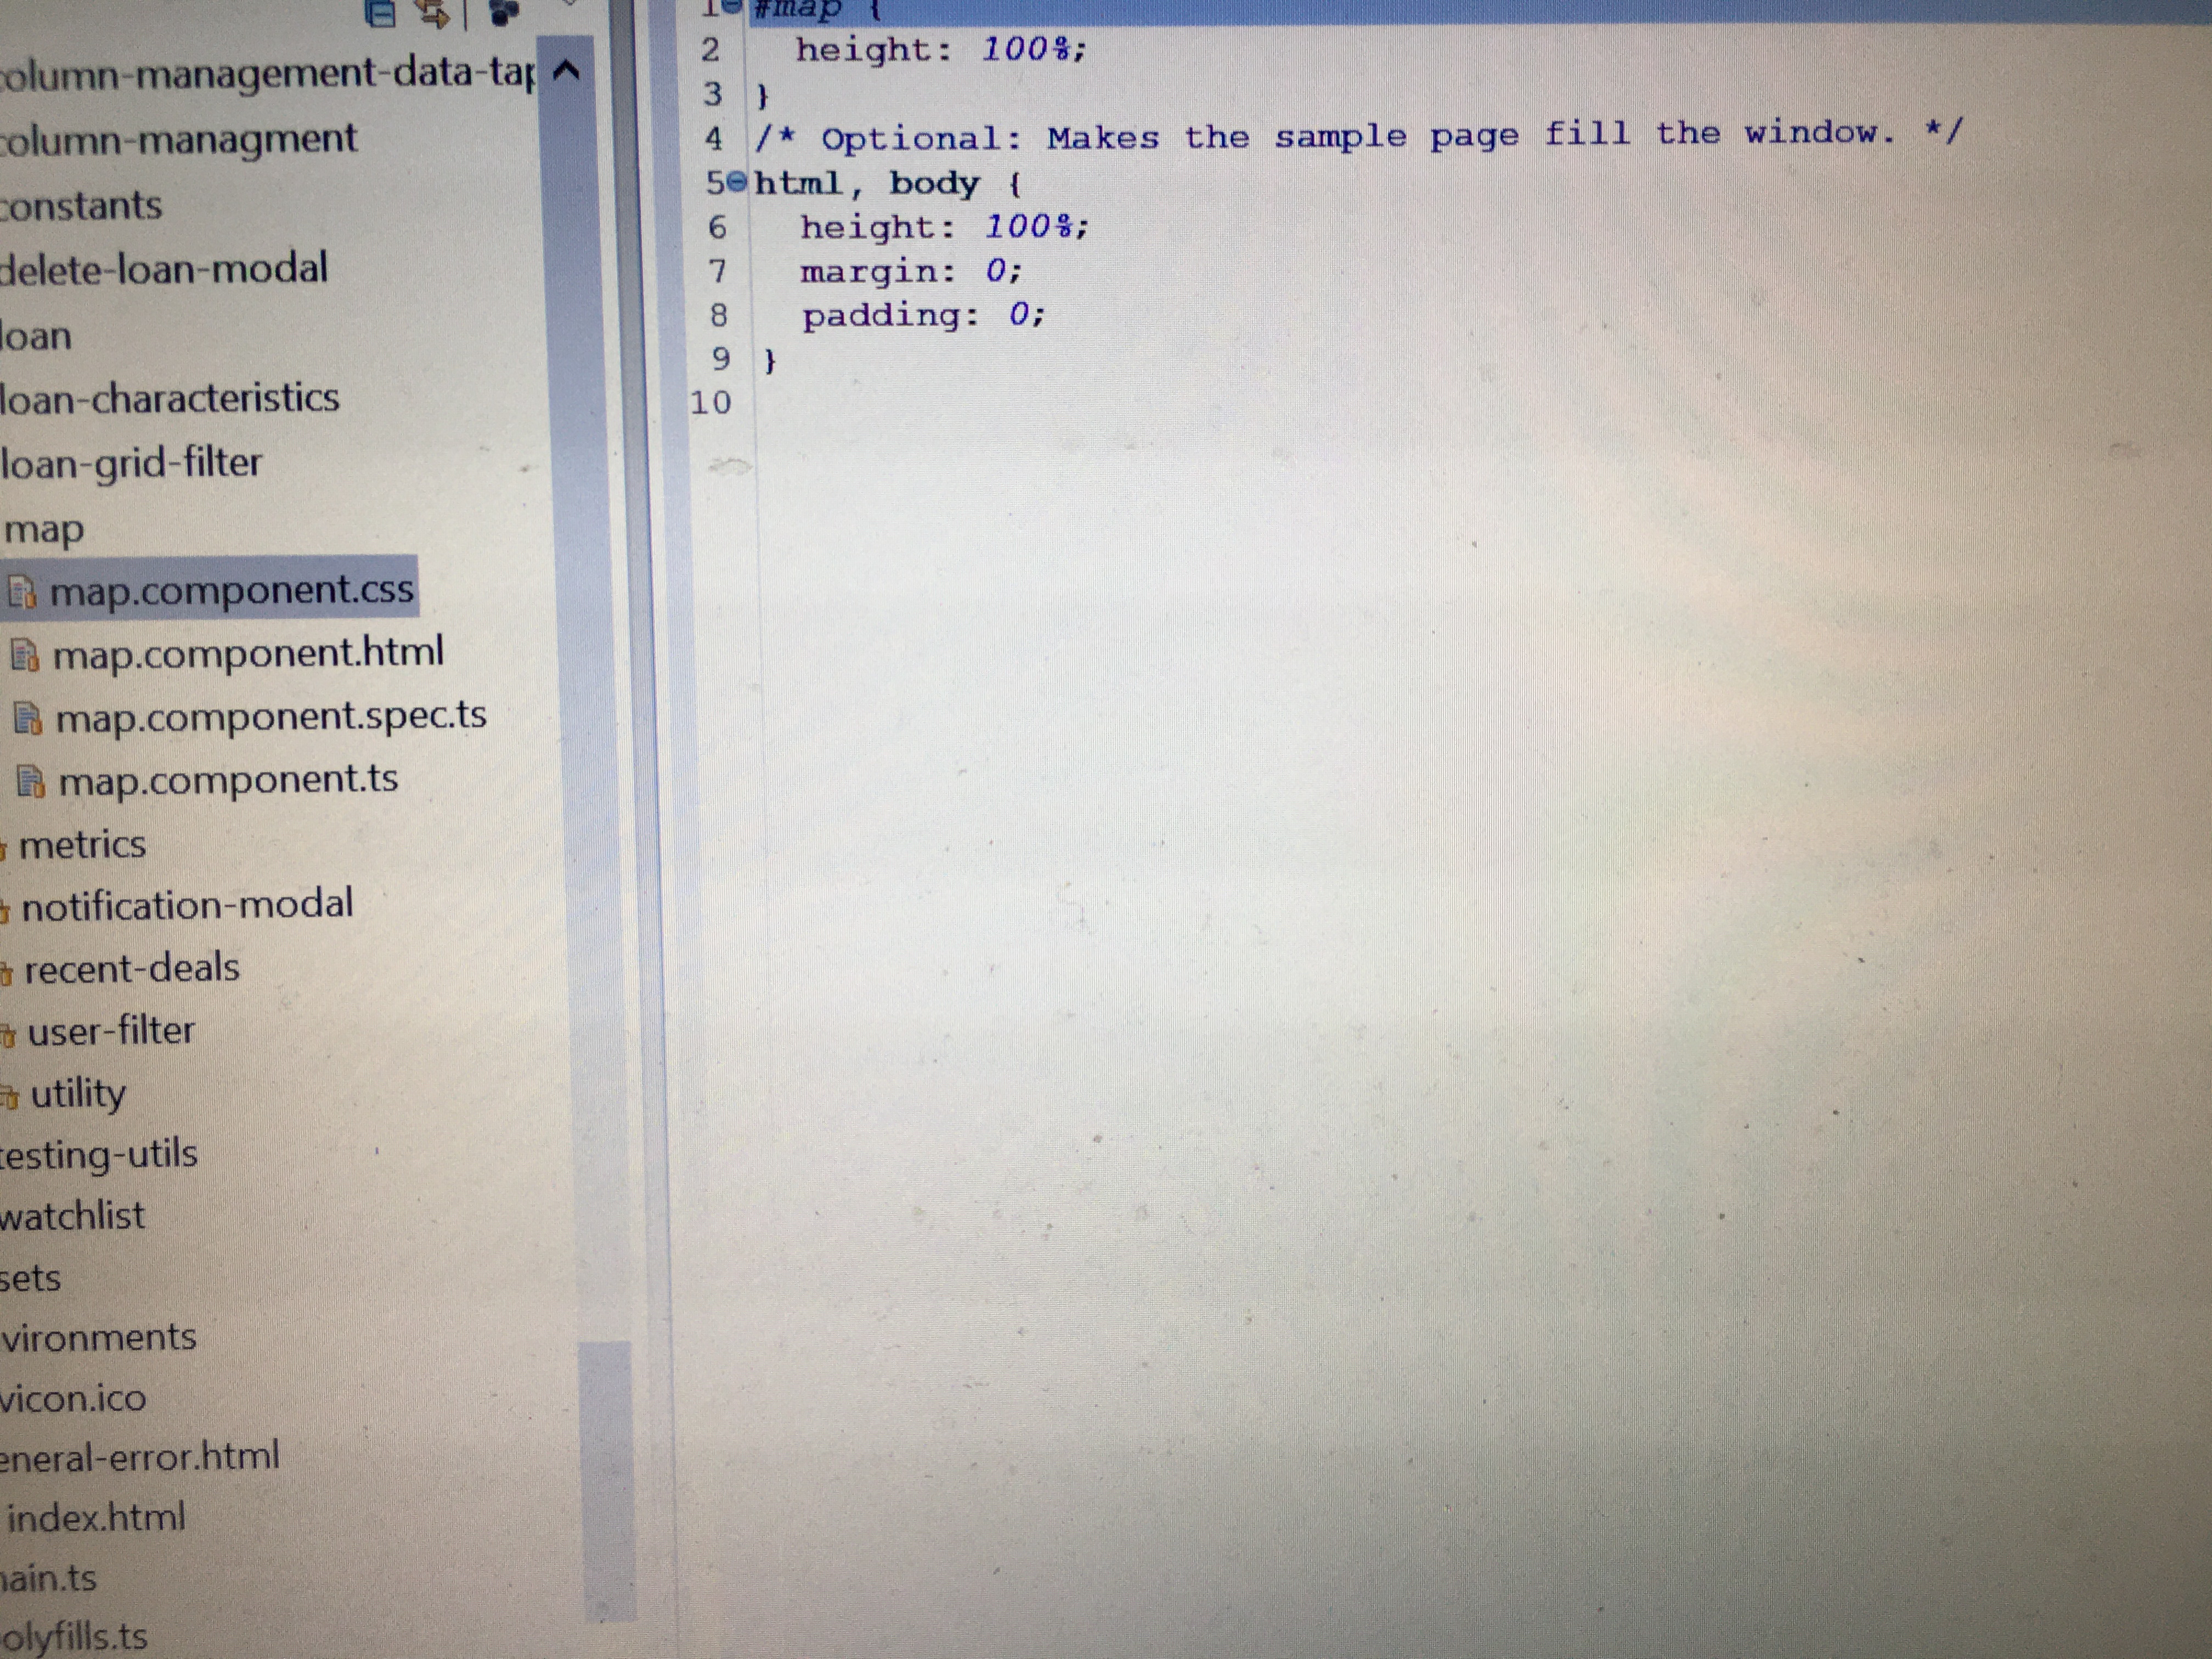 olumn-management-data-tap
column-managment
constants
delete-loan-modal
loan
loan-characteristics
loan-grid-filter
map
map.component.css
map.component.html
map.component.spec.ts
map.component.ts
metrics
notification-modal
recent-deals
user-filter
utility
testing-utils
watchlist
sets
vironments
vicon.ico
eneral-error.html
index.html
main.ts
olyfills.ts
1 #map {
2 height: 100%;
3 }
4 /* Optional: Makes the sample page fill the window. */
5 html, body {
6 height: 100%;
7 margin: 0;
8 padding: 0;
9 }
10